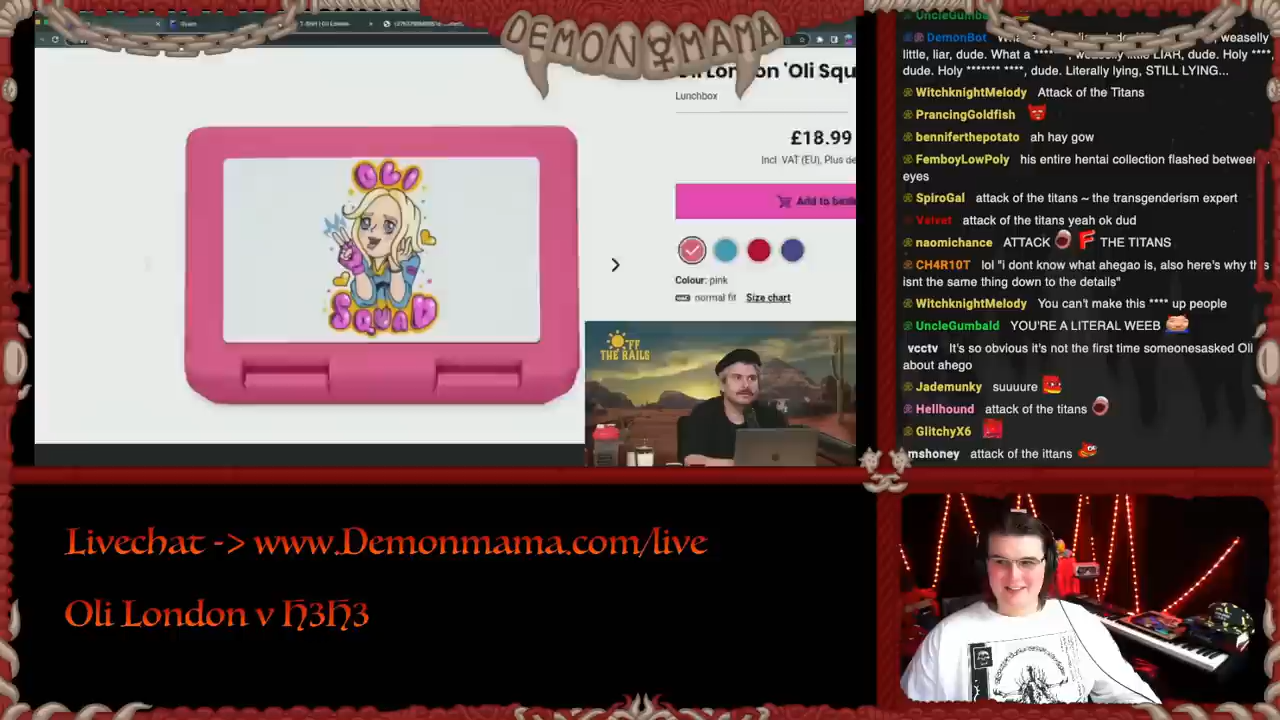 DEMON MAMA
Oli London 'Oli Squ
Lunchbox
£18.99
Incl. VAT (EU), Plus de
Add to bask
Colour: pink
normal fit Size chart
OLI
SQUAD
OFF
THE RAILS
UncleGumba
DemonBot weaselly
little, liar, dude. What a ****, weaselly little LIAR, dude. Holy ****
dude. Holy ******* ****, dude. Literally lying, STILL LYING...
WitchknightMelody Attack of the Titans
PrancingGoldfish
benniferthepotato ah hay gow
FemboyLowPoly his entire hentai collection flashed between
eyes
SpiroGal attack of the titans ~ the transgenderism expert
Velvet attack of the titans yeah ok dud
naomichance ATTACK F THE TITANS
CH4R10T lol "i dont know what ahegao is, also here's why this
isnt the same thing down to the details"
WitchknightMelody You can't make this **** up people
UncleGumbald YOU'RE A LITERAL WEEB
vcctv It's so obvious it's not the first time someonesasked Oli
about ahego
Jademunky suuuure
Hellhound attack of the titans
GlitchyX6
mshoney attack of the ittans
Livechat -> www.Demonmama.com/live
Oli London v H3H3